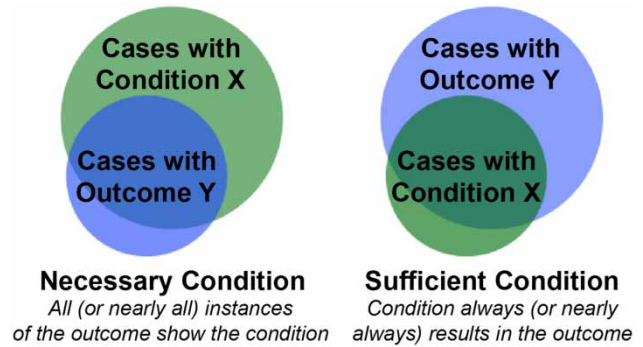 Cases with
Condition X
Cases with
Outcome Y
Necessary Condition
All (or nearly all) instances
of the outcome show the condition
Cases with
Outcome Y
Cases with
Condition X
Sufficient Condition
Condition always (or nearly
always) results in the outcome